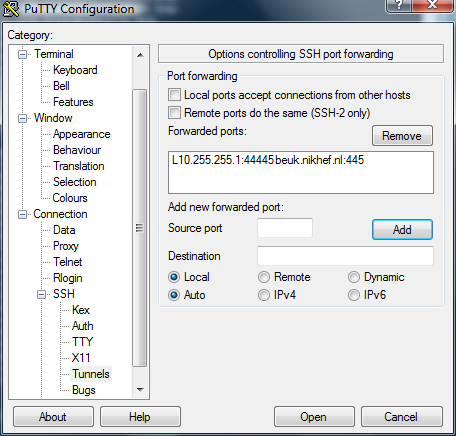 PuTTY Configuration
Category:
Terminal
Keyboard
Bell
Features
Window
Appearance
Behaviour
Translation
Selection
Colours
Connection
Data
Proxy
Telnet
Rlogin
SSH
Kex
Auth
TTY
X11
Tunnels
Bugs
Options controlling SSH port forwarding
Port forwarding
Local ports accept connections from other hosts
Remote ports do the same (SSH-2 only)
Forwarded ports:
Remove
L10.255.255.1:44445 beuk.nikhef.nl:445
Add new forwarded port:
Source port
Add
Destination
Local Remote Dynamic
Auto IPv4 IPv6
About Help Open Cancel